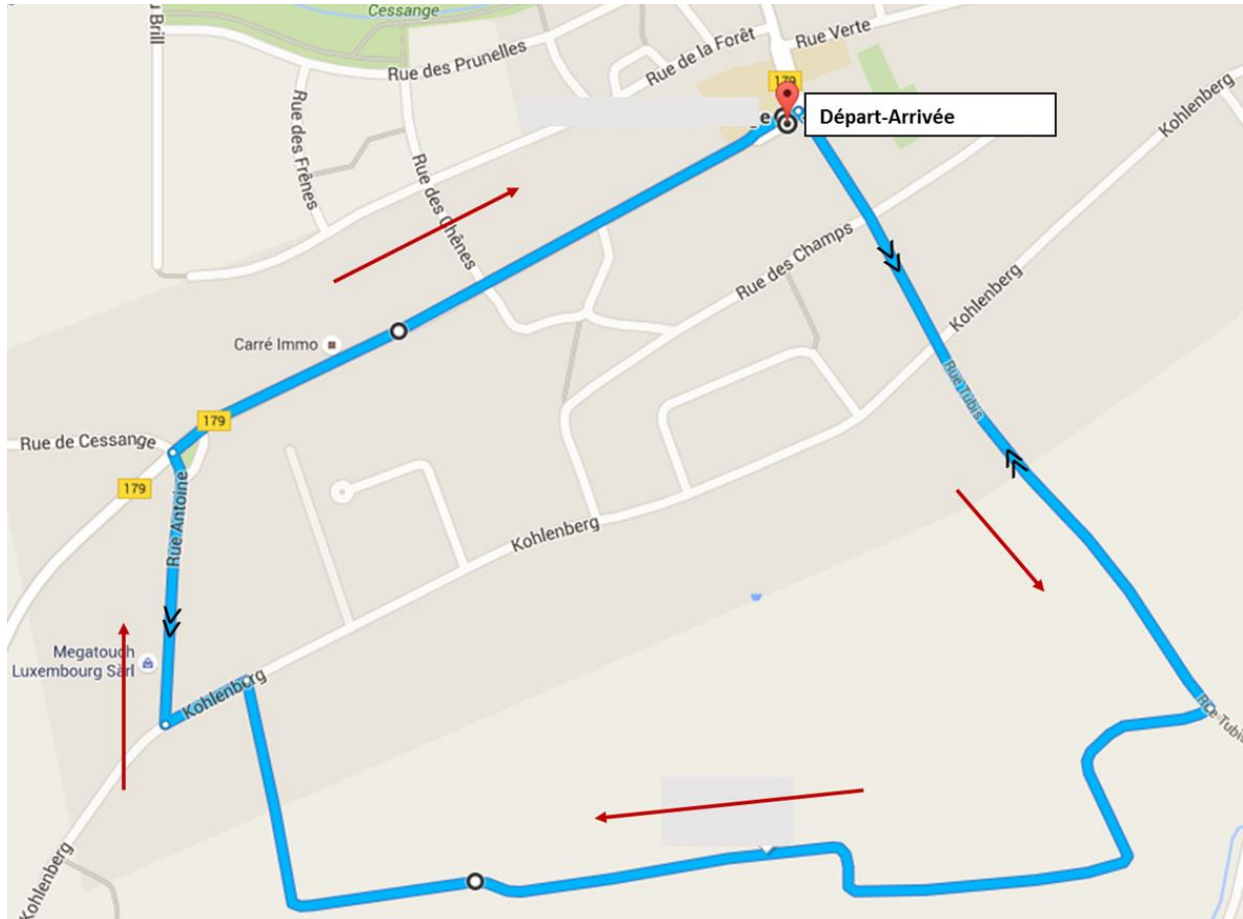 Cessange
u Brill
Rue Verte
Rue de la Forêt
Rue des Prunelles
179
e
Départ-Arrivée
Kohlenberg
Rue des Frênes
Rue des Chênes
Rue des Champs
Kohlenberg
Carré Immo
Rue Tubis
179
Rue de Cessange
179
Rue Antoine
Kohlenberg
Megatouch
Luxembourg Sàrl
Kohlenberg
Rue Tubis
Kohlenberg